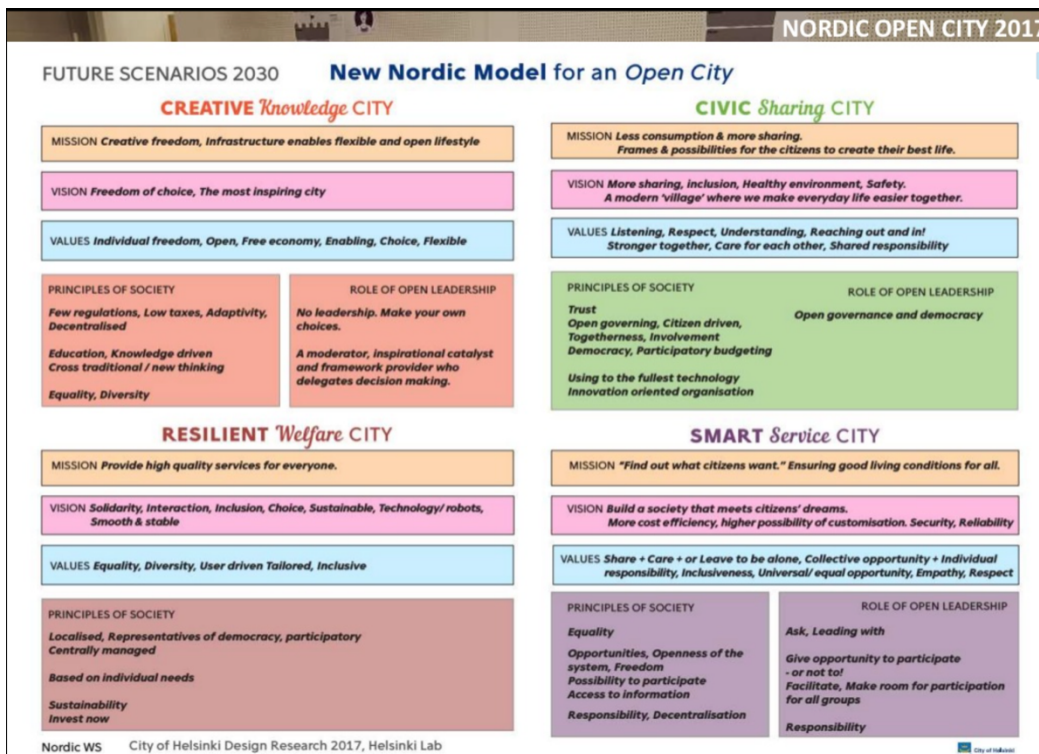 NORDIC OPEN CITY 2017
FUTURE SCENARIOS 2030
New Nordic Model for an Open City
CREATIVE Knowledge CITY
MISSION Creative freedom, Infrastructure enables flexible and open lifestyle
VISION Freedom of choice, The most inspiring city
VALUES Individual freedom, Open, Free economy, Enabling, Choice, Flexible
PRINCIPLES OF SOCIETY
Few regulations, Low taxes, Adaptivity,
Decentralised
Education, Knowledge driven
Cross traditional / new thinking
Equality, Diversity
ROLE OF OPEN LEADERSHIP
No leadership. Make your own
choices.
A moderator, inspirational catalyst
and framework provider who
delegates decision making.
CIVIC Sharing CITY
MISSION Less consumption & more sharing.
Frames & possibilities for the citizens to create their best life.
VISION More sharing, inclusion, Healthy environment, Safety.
A modern 'village' where we make everyday life easier together.
VALUES Listening, Respect, Understanding, Reaching out and in!
Stronger together, Care for each other, Shared responsibility
PRINCIPLES OF SOCIETY
Trust
Open governing, Citizen driven,
Togetherness, Involvement
Democracy, Participatory budgeting
Using to the fullest technology
Innovation oriented organisation
ROLE OF OPEN LEADERSHIP
Open governance and democracy
RESILIENT Welfare CITY
MISSION Provide high quality services for everyone.
VISION Solidarity, Interaction, Inclusion, Choice, Sustainable, Technology/ robots,
Smooth & stable
VALUES Equality, Diversity, User driven Tailored, Inclusive
PRINCIPLES OF SOCIETY
Localised, Representatives of democracy, participatory
Centrally managed
Based on individual needs
Sustainability
Invest now
SMART Service CITY
MISSION "Find out what citizens want." Ensuring good living conditions for all.
VISION Build a society that meets citizens' dreams.
More cost efficiency, higher possibility of customisation. Security, Reliability
VALUES Share + Care + or Leave to be alone, Collective opportunity + Individual
responsibility, Inclusiveness, Universal/ equal opportunity, Empathy, Respect
PRINCIPLES OF SOCIETY
Equality
Opportunities, Openness of the
system, Freedom
Possibility to participate
Access to information
Responsibility, Decentralisation
ROLE OF OPEN LEADERSHIP
Ask, Leading with
Give opportunity to participate
- or not to!
Facilitate, Make room for participation
for all groups
Responsibility
Nordic WS City of Helsinki Design Research 2017, Helsinki Lab
City of Helsinki